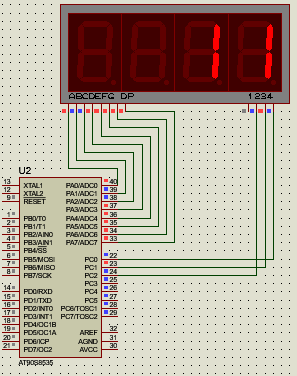 11
ABCDEFG DP
1234
U2
13 XTAL1 PA0/ADC0 40
12 XTAL2 PA1/ADC1 39
9 RESET PA2/ADC2 38
PA3/ADC3 37
1 PB0/T0 PA4/ADC4 36
2 PB1/T1 PA5/ADC5 35
3 PB2/AIN0 PA6/ADC6 34
4 PB3/AIN1 PA7/ADC7 33
5 PB4/SS
6 PB5/MOSI PC0 22
7 PB6/MISO PC1 23
8 PB7/SCK PC2 24
PC3 25
14 PD0/RXD PC4 26
15 PD1/TXD PC5 27
16 PD2/INT0 PC6/TOSC1 28
17 PD3/INT1 PC7/TOSC2 29
18 PD4/OC1B
19 PD5/OC1A AREF 32
20 PD6/ICP AGND 31
21 PD7/OC2 AVCC 30
AT90S8535